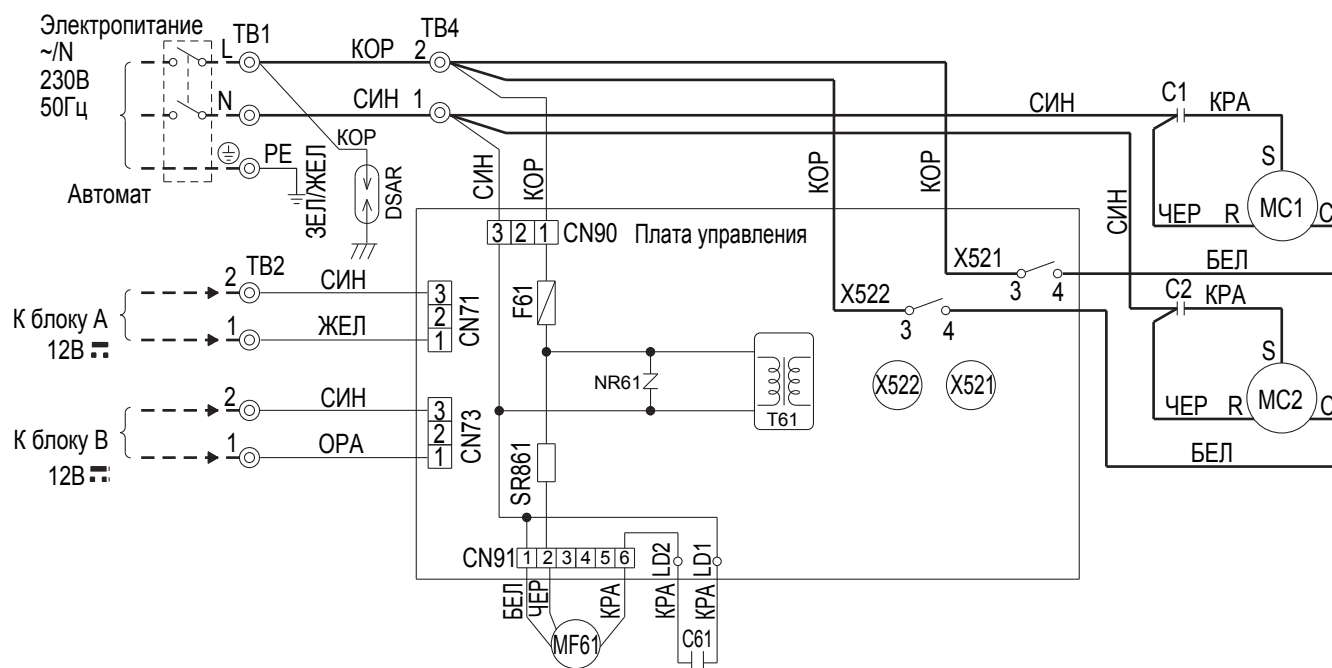 Электропитание
~/N
230В
50Гц
Автомат
TB1
L
N
PE
КОР
СИН
TB4
2
1
КОР
ЗЕЛ/ЖЕЛ
DSAR
СИН
КОР
КОР
КОР
СИН
СИН
C1
КРА
S
MC1
ЧЕР
R
C
БЕЛ
C2
КРА
S
MC2
ЧЕР
R
C
БЕЛ
3 2 1
CN90
Плата управления
X521
3
4
X522
3
4
X522
X521
F61
NR61
T61
SR861
TB2
2
СИН
1
ЖЕЛ
К блоку А
12В
3
2
1
CN71
2
СИН
1
ОРА
К блоку В
12В
3
2
1
CN73
CN91
1 2 3 4 5 6
LD2
LD1
БЕЛ
ЧЕР
КРА
КРА
КРА
MF61
C61